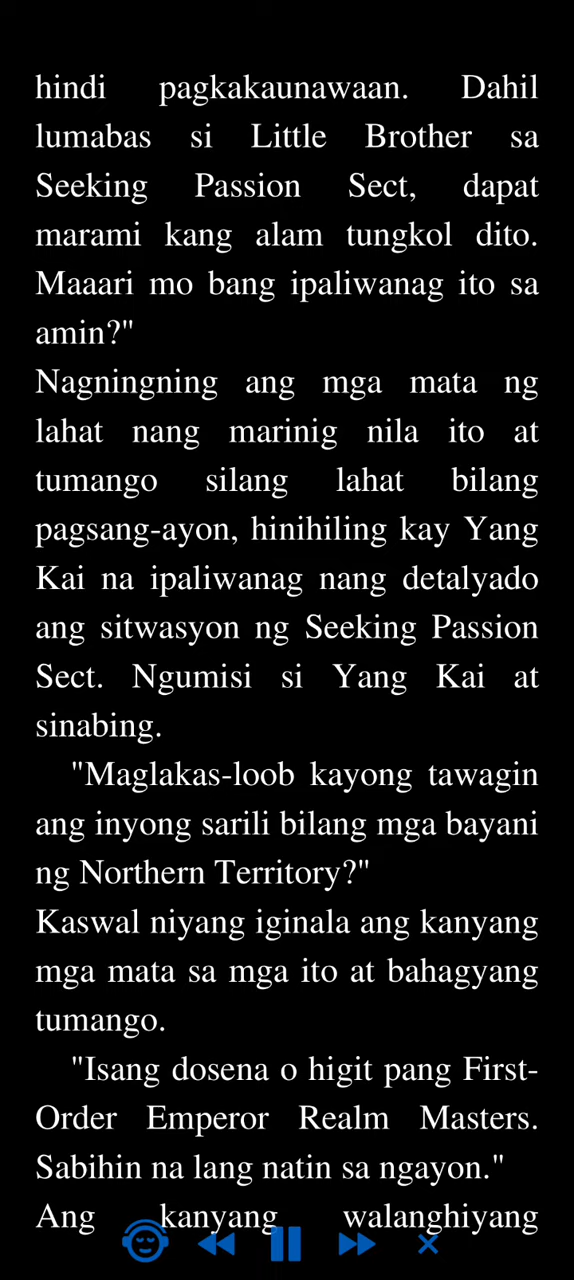 hindi pagkakaunawaan. Dahil
lumabas si Little Brother sa
Seeking Passion Sect, dapat
marami kang alam tungkol dito.
Maaari mo bang ipaliwanag ito sa
amin?"
Nagningning ang mga mata ng
lahat nang marinig nila ito at
tumango silang lahat bilang
pagsang-ayon, hinihiling kay Yang
Kai na ipaliwanag nang detalyado
ang sitwasyon ng Seeking Passion
Sect. Ngumisi si Yang Kai at
sinabing.
"Maglakas-loob kayong tawagin
ang inyong sarili bilang mga bayani
ng Northern Territory?"
Kaswal niyang iginala ang kanyang
mga mata sa mga ito at bahagyang
tumango.
"Isang dosena o higit pang First-
Order Emperor Realm Masters.
Sabihin na lang natin sa ngayon."
Ang kanyang walanghiyang